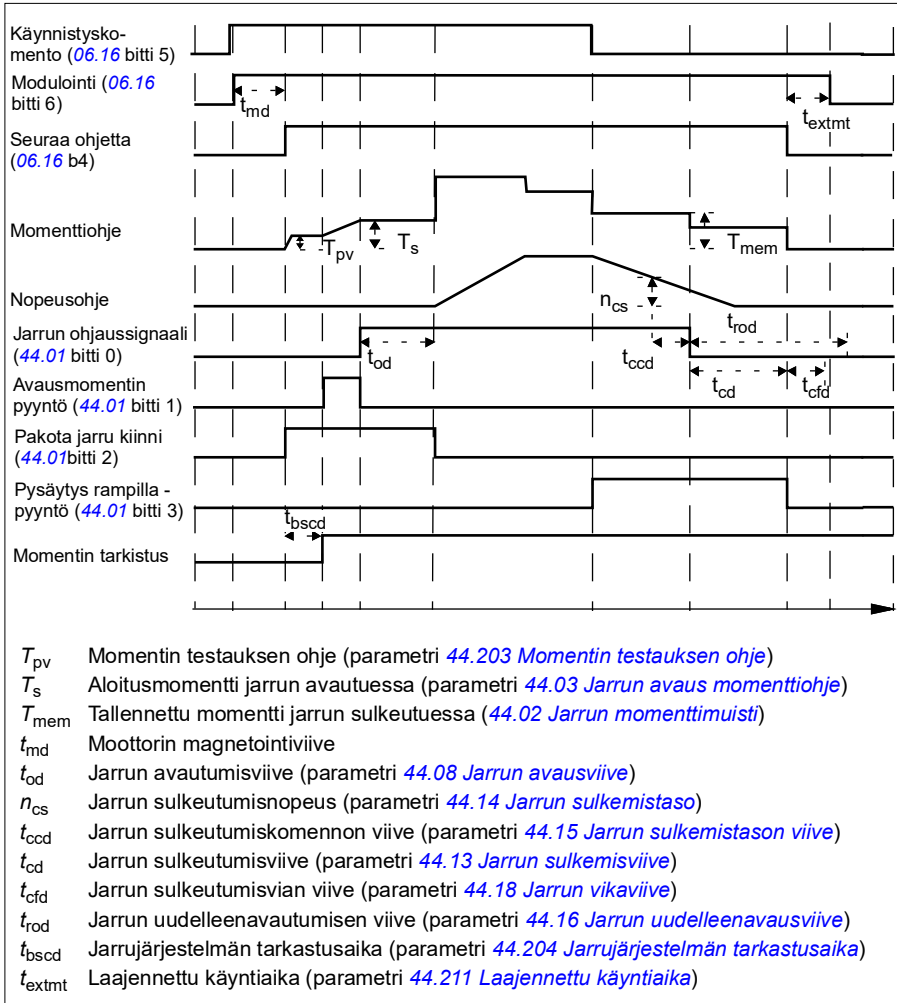 Käynnistysko-
mento (06.16 bitti 5)
Modulointi (06.16
bitti 6)
t_md
t_extmt
Seuraa ohjetta
(06.16 b4)
Momenttiohje
T_pv
T_s
T_mem
Nopeusohje
n_cs
t_rod
Jarrun ohjaussignaali
(44.01 bitti 0)
t_od
t_ccd
t_cd
t_cfd
Avausmomentin
pyyntö (44.01 bitti 1)
Pakota jarru kiinni
(44.01bitti 2)
Pysäytys rampilla -
pyyntö (44.01 bitti 3)
t_bscd
Momentin tarkistus
T_pv Momentin testauksen ohje (parametri 44.203 Momentin testauksen ohje)
T_s Aloitusmomentti jarrun avautuessa (parametri 44.03 Jarrun avaus momenttiohje)
T_mem Tallennettu momentti jarrun sulkeutuessa (44.02 Jarrun momenttimuisti)
t_md Moottorin magnetointiviive
t_od Jarrun avautumisviive (parametri 44.08 Jarrun avausviive)
n_cs Jarrun sulkeutumisnopeus (parametri 44.14 Jarrun sulkemistaso)
t_ccd Jarrun sulkeutumiskomennon viive (parametri 44.15 Jarrun sulkemistason viive)
t_cd Jarrun sulkeutumisviive (parametri 44.13 Jarrun sulkemisviive)
t_cfd Jarrun sulkeutumisvian viive (parametri 44.18 Jarrun vikaviive)
t_rod Jarrun uudelleenavautumisen viive (parametri 44.16 Jarrun uudelleenavausviive)
t_bscd Jarrujärjestelmän tarkastusaika (parametri 44.204 Jarrujärjestelmän tarkastusaika)
t_extmt Laajennettu käyntiaika (parametri 44.211 Laajennettu käyntiaika)